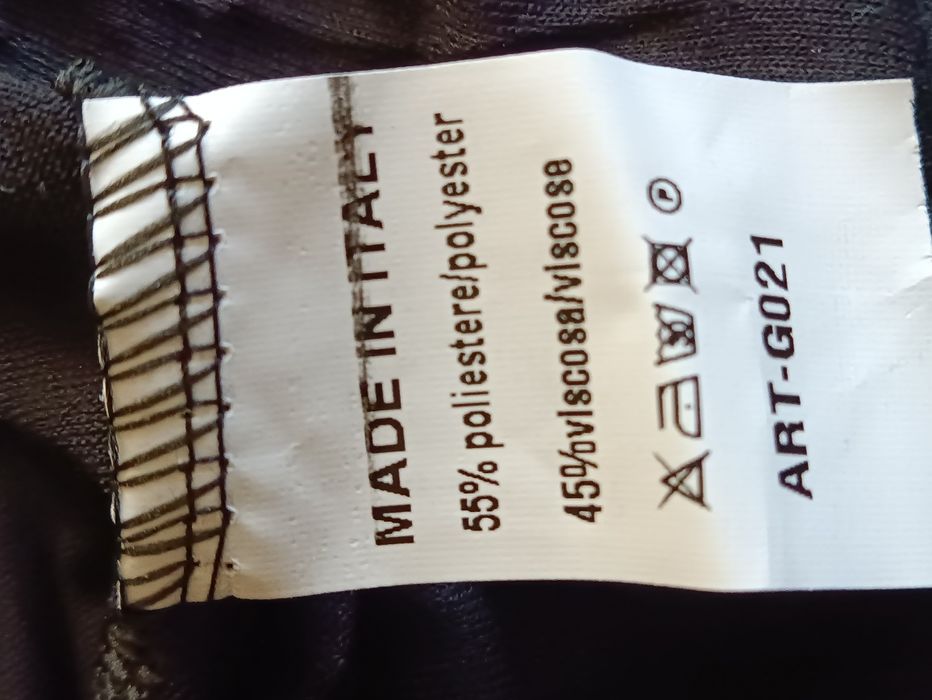 MADE IN ITALY
55% poliestere/polyester
45%viscosa/viscose
P
ART-G021